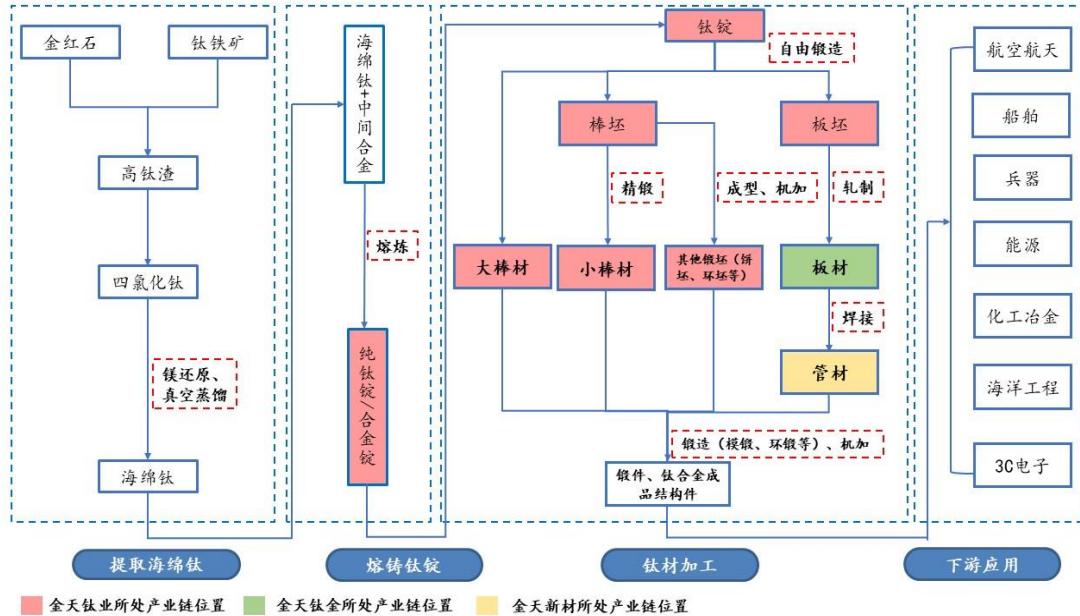 金红石
钛铁矿
高钛渣
四氯化钛
镁还原、
真空蒸馏
海绵钛
提取海绵钛
海绵钛+中间合金
熔炼
纯钛锭/合金锭
熔铸钛锭
钛锭
自由锻造
棒坯
板坯
精锻
成型、机加
轧制
大棒材
小棒材
其他锻坯（饼
坯、环坯等）
板材
焊接
管材
锻造（模锻、环锻等）、机加
锻件、钛合金成
品结构件
钛材加工
航空航天
船舶
兵器
能源
化工冶金
海洋工程
3C电子
下游应用
金天钛业所处产业链位置
金天钛金所处产业链位置
金天新材所处产业链位置